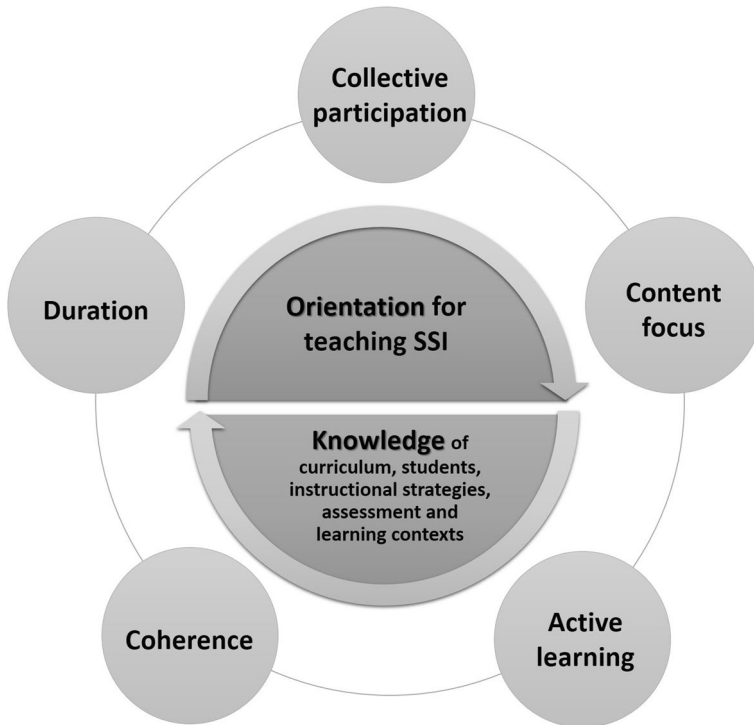 Collective
participation
Duration
Orientation for
teaching SSI
Content
focus
Knowledge of
curriculum, students,
instructional strategies,
assessment and
learning contexts
Coherence
Active
learning